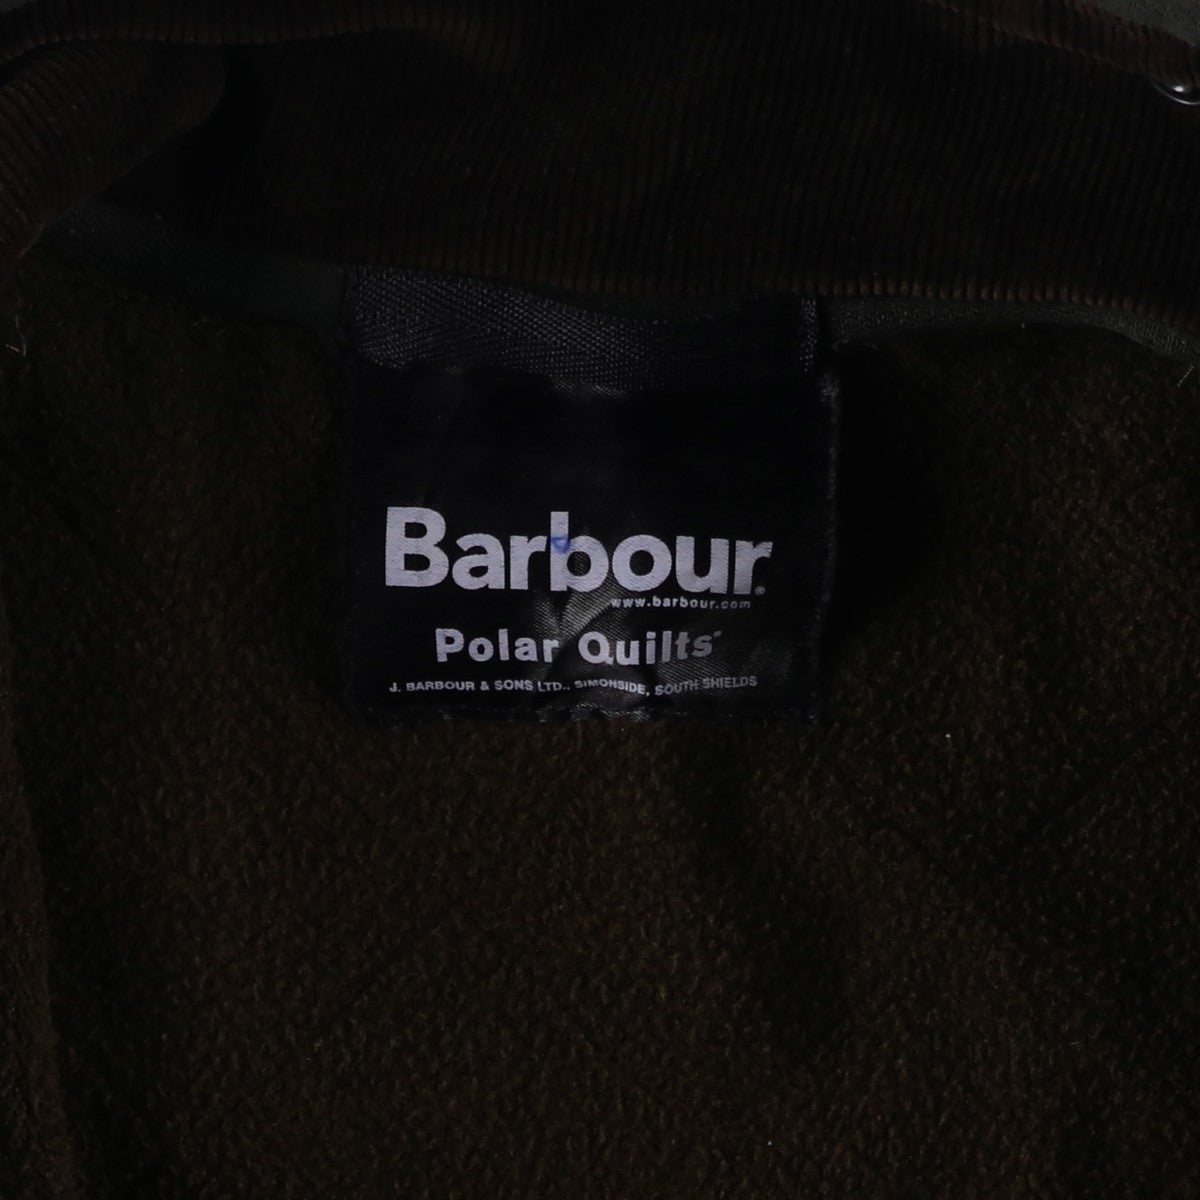 Barbour.
www.barbour.com
Polar Quilts
J. BARBOUR & SONS LTD., SIMONSIDE, SOUTH SHIELDS